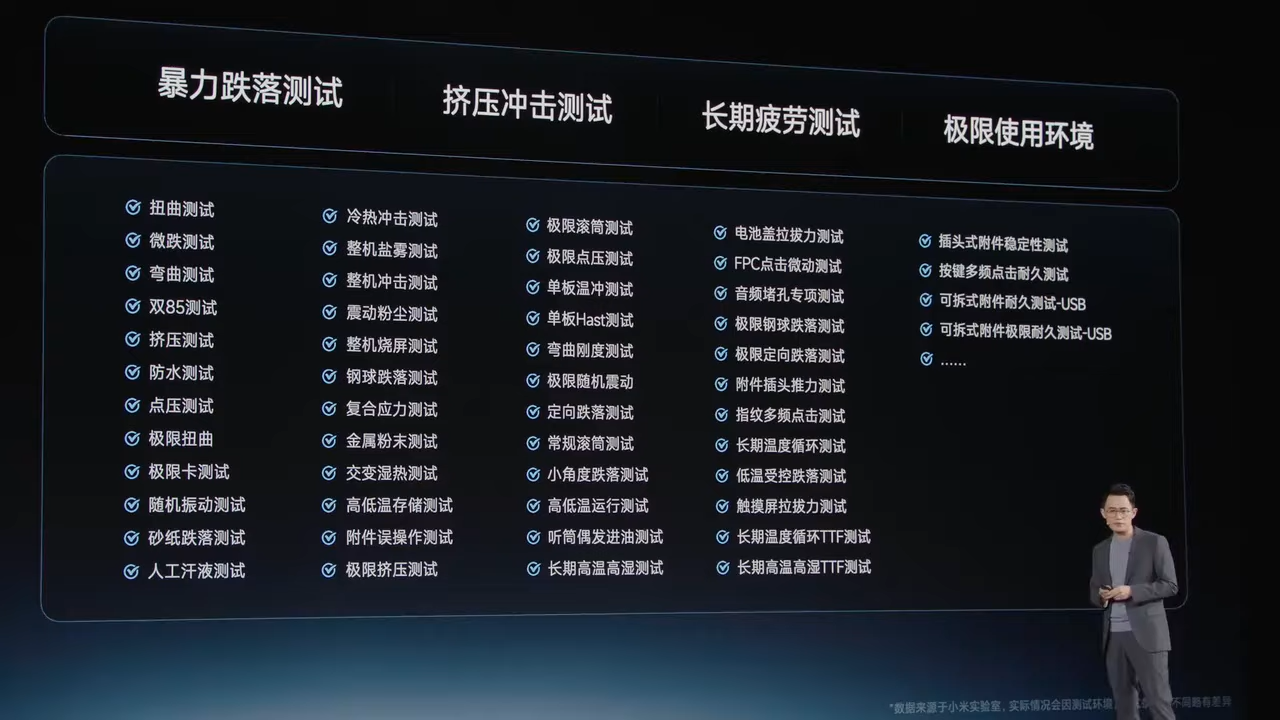 暴力跌落测试
挤压冲击测试
长期疲劳测试
极限使用环境
扭曲测试
微跌测试
弯曲测试
双85测试
挤压测试
防水测试
点压测试
极限扭曲
极限卡测试
随机振动测试
砂纸跌落测试
人工汗液测试
冷热冲击测试
整机盐雾测试
整机冲击测试
震动粉尘测试
整机烧屏测试
钢球跌落测试
复合应力测试
金属粉末测试
交变湿热测试
高低温存储测试
附件误操作测试
极限挤压测试
极限滚筒测试
极限点压测试
单板温冲测试
单板Hast测试
弯曲刚度测试
极限随机震动
定向跌落测试
常规滚筒测试
小角度跌落测试
高低温运行测试
听筒偶发进油测试
长期高温高湿测试
电池盖拉拔力测试
FPC点击微动测试
音频堵孔专项测试
极限钢球跌落测试
极限定向跌落测试
附件插头推力测试
指纹多频点击测试
长期温度循环测试
低温受控跌落测试
触摸屏拉拔力测试
长期温度循环TTF测试
长期高温高湿TTF测试
插头式附件稳定性测试
按键多频点击耐久测试
可拆式附件耐久测试-USB
可拆式附件极限耐久测试-USB
......
*数据来源于小米实验室，实际情况会因测试环境 不同略有差异